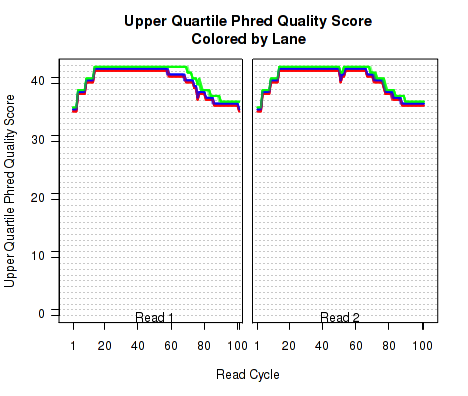 Upper Quartile Phred Quality Score
Colored by Lane
Upper Quartile Phred Quality Score
40
30
20
10
0
Read 1
Read 2
1 20 40 60 80 100
1 20 40 60 80 100
Read Cycle